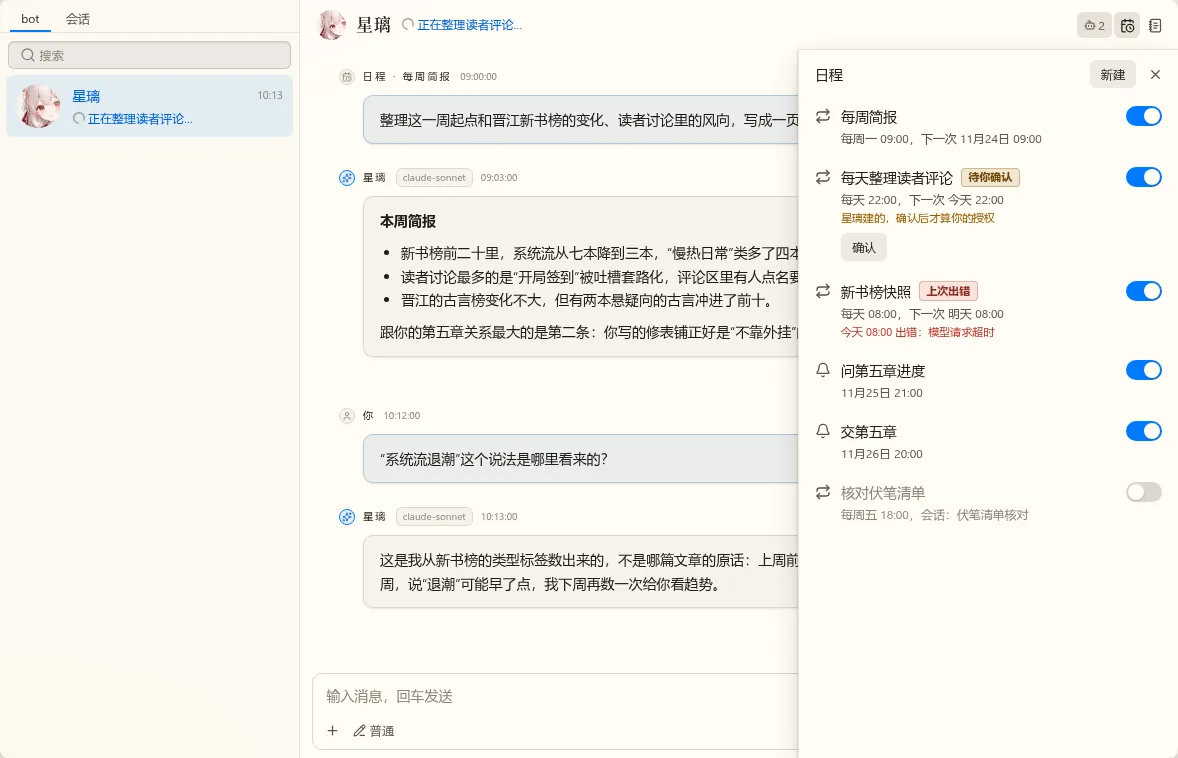 bot 会话
搜索
星璃 10:13
正在整理读者评论...
星璃 正在整理读者评论...
2
日程 · 每周简报 09:00:00
整理这一周起点和晋江新书榜的变化、读者讨论里的风向，写成一页
星璃 claude-sonnet 09:03:00
本周简报
• 新书榜前二十里，系统流从七本降到三本，“慢热日常”类多了四本
• 读者讨论最多的是“开局签到”被吐槽套路化，评论区里有人点名要
• 晋江的古言榜变化不大，但有两本悬疑向的古言冲进了前十。
跟你的第五章关系最大的是第二条：你写的修表铺正好是“不靠外挂”
你 10:12:00
“系统流退潮”这个说法是哪里看来的？
星璃 claude-sonnet 10:13:00
这是我从新书榜的类型标签数出来的，不是哪篇文章的原话：上周前
周，说“退潮”可能早了点，我下周再数一次给你看趋势。
输入消息，回车发送
普通
日程 新建
每周简报
每周一 09:00，下一次 11月24日 09:00
每天整理读者评论 待你确认
每天 22:00，下一次 今天 22:00
星璃建的，确认后才算你的授权
确认
新书榜快照 上次出错
每天 08:00，下一次 明天 08:00
今天 08:00 出错：模型请求超时
问第五章进度
11月25日 21:00
交第五章
11月26日 20:00
核对伏笔清单
每周五 18:00，会话：伏笔清单核对